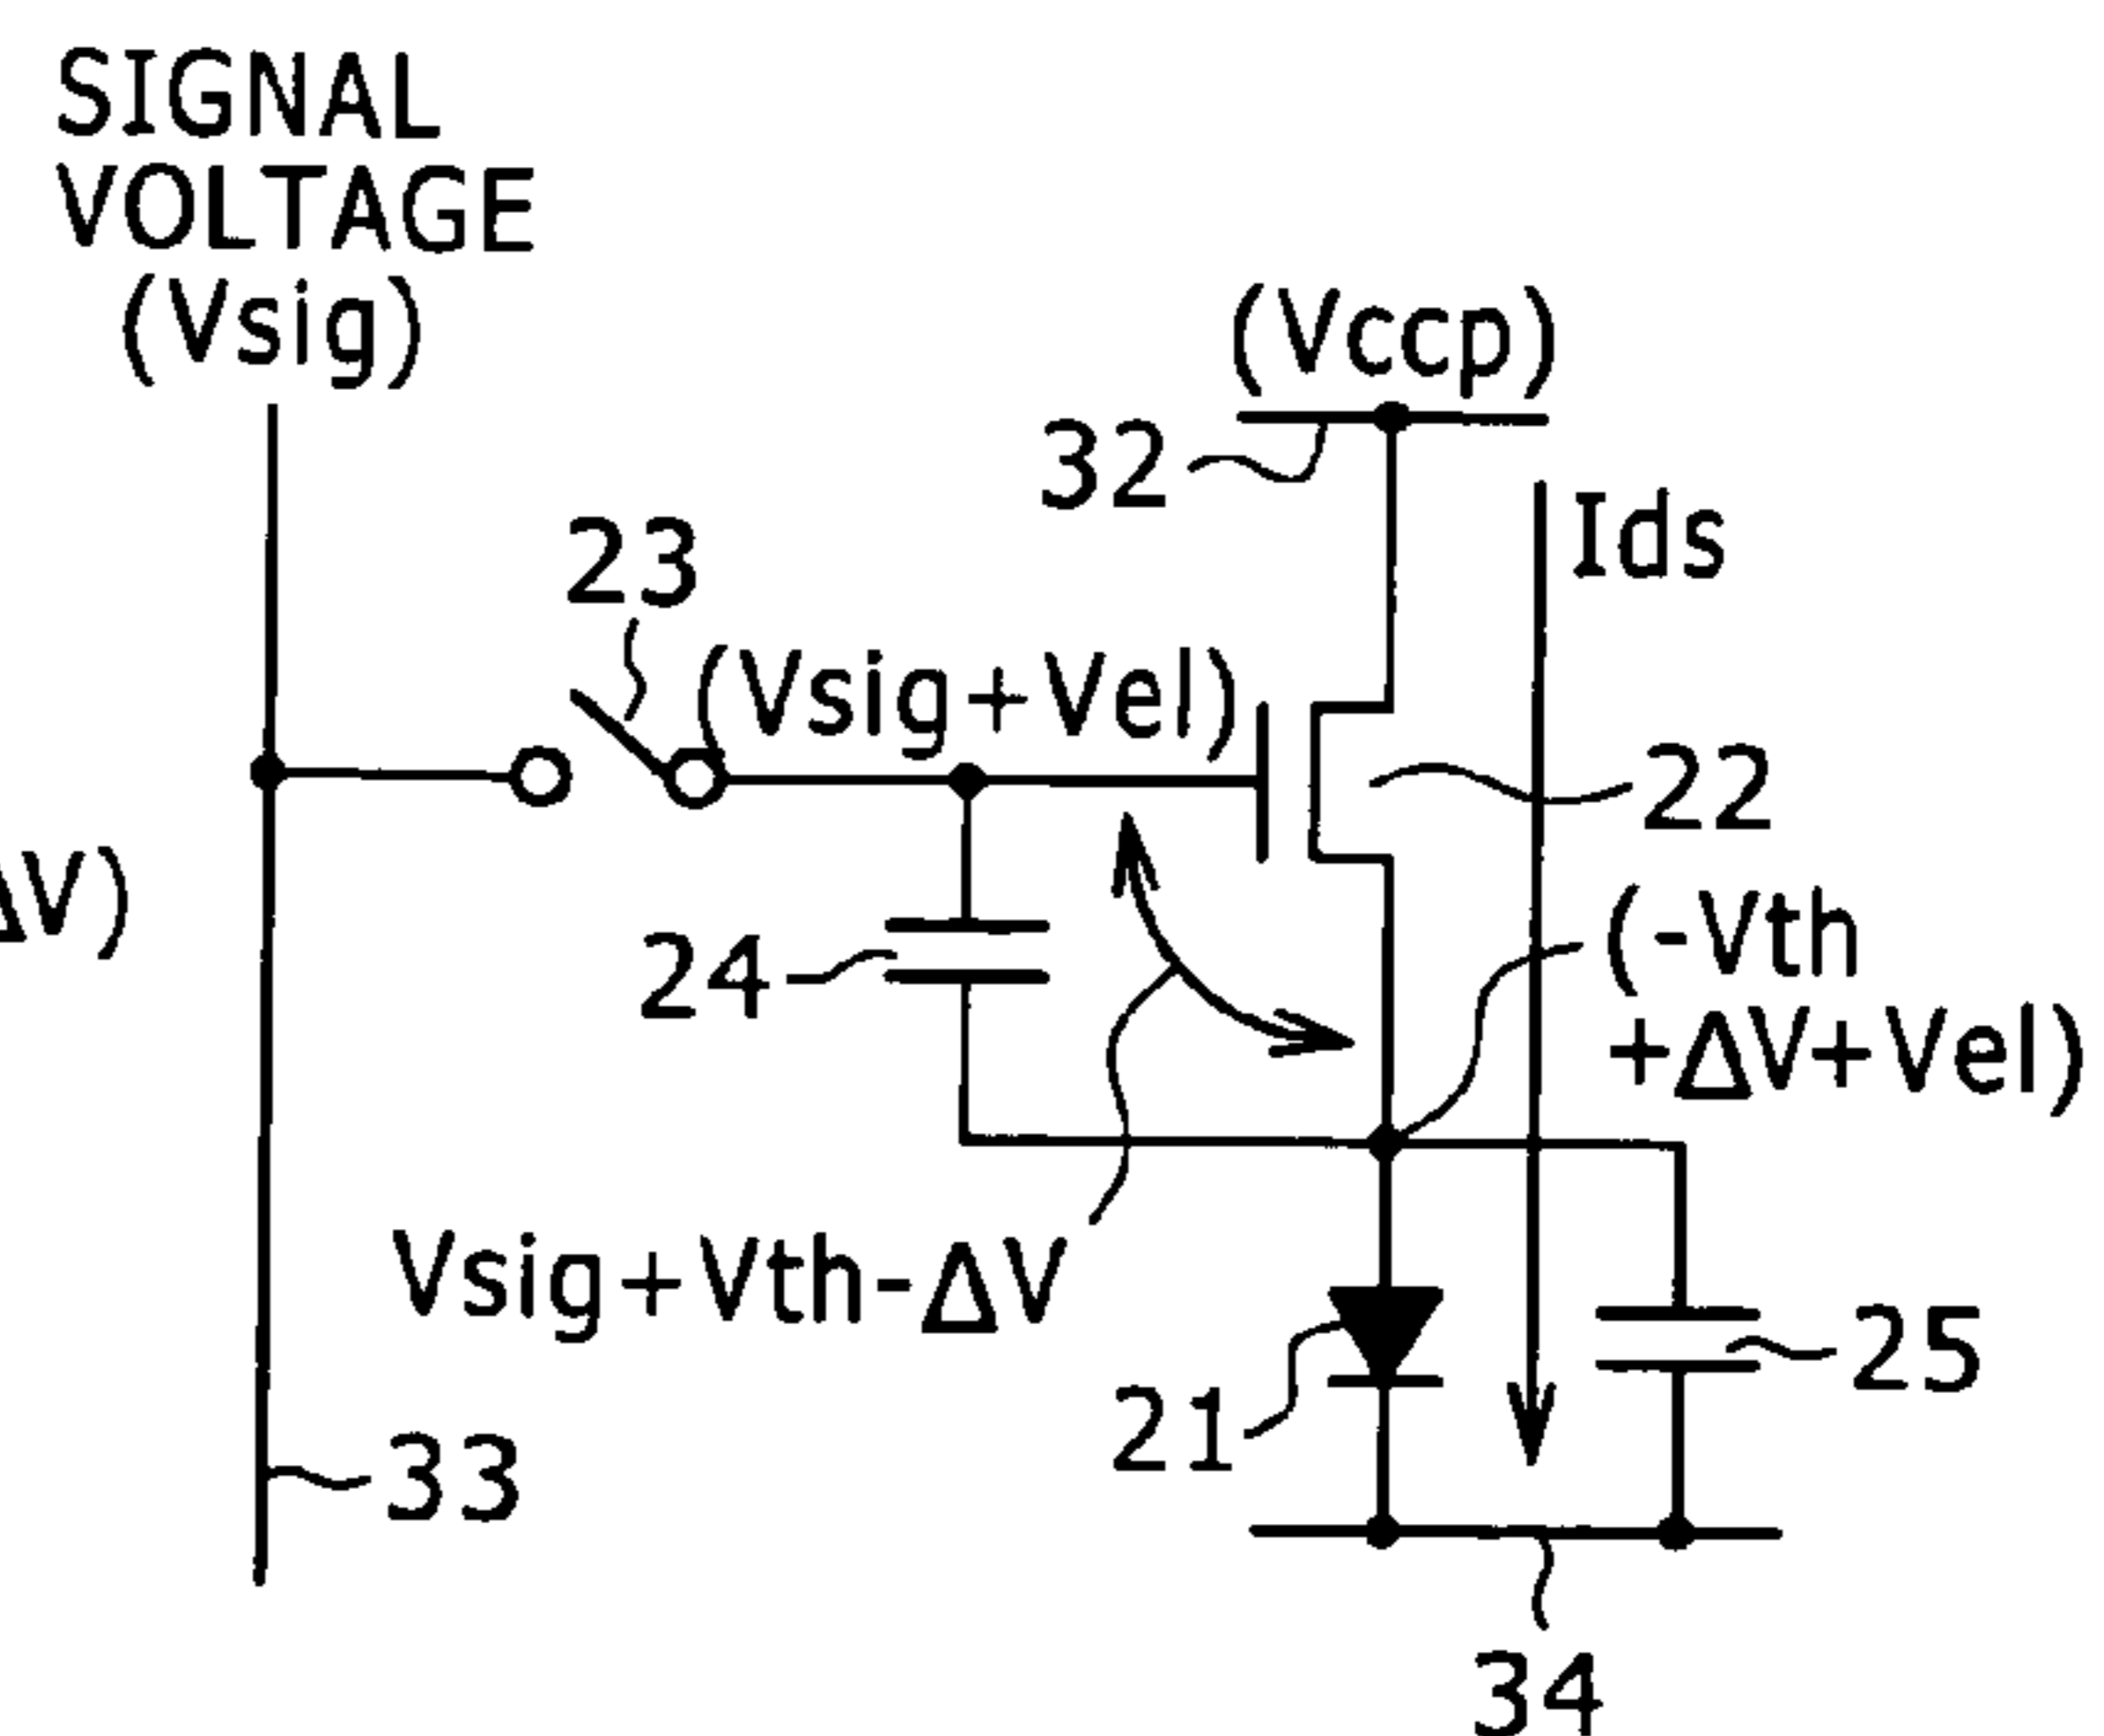 SIGNAL
VOLTAGE
(Vsig)
(Vccp)
32
Ids
23
(Vsig+Vel)
22
ΔV)
24
(-Vth
+ΔV+Vel)
Vsig+Vth-ΔV
25
21
33
34